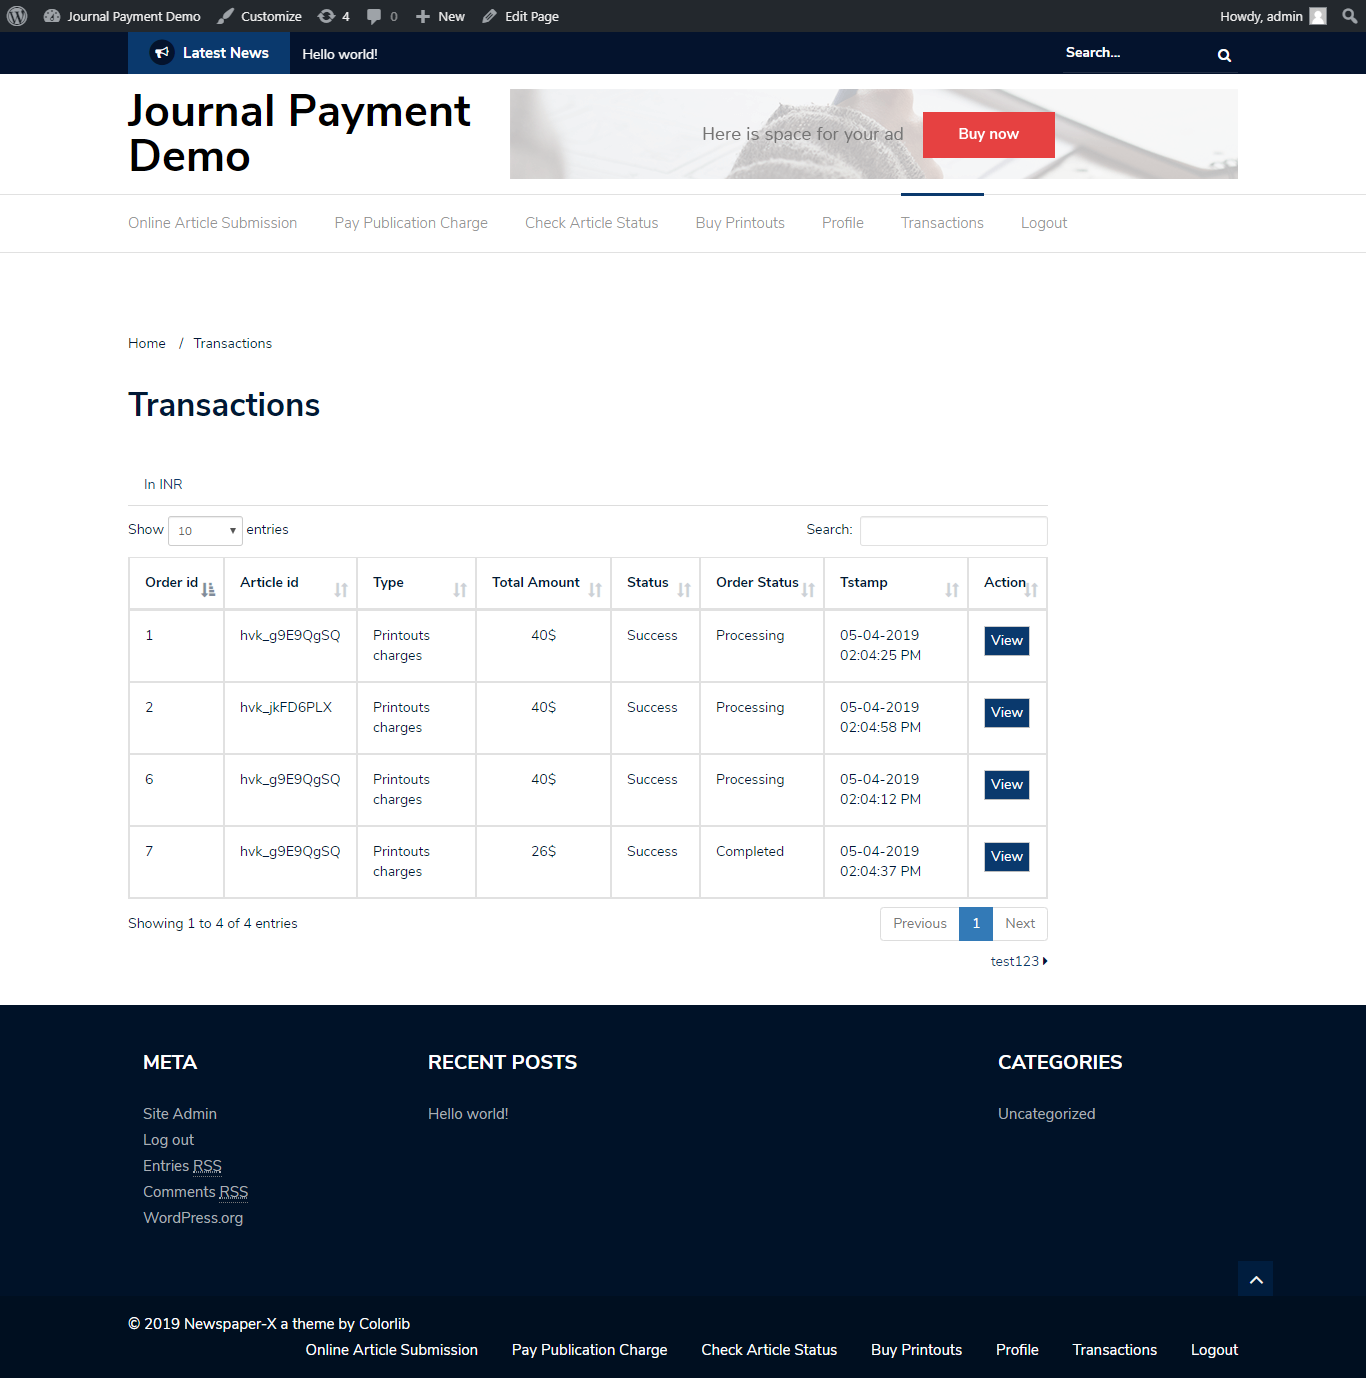 Journal Payment Demo Customize 4 0 New Edit Page Howdy, admin
Latest News Hello world! Search...
Journal Payment
Demo
Here is space for your ad Buy now
Online Article Submission Pay Publication Charge Check Article Status Buy Printouts Profile Transactions Logout
Home / Transactions
Transactions
In INR
Show 10 entries Search:
Order id Article id Type Total Amount Status Order Status Tstamp Action
1 hvk_g9E9QgSQ Printouts 40$ Success Processing 05-04-2019 View
charges 02:04:25 PM
2 hvk_jkFD6PLX Printouts 40$ Success Processing 05-04-2019 View
charges 02:04:58 PM
6 hvk_g9E9QgSQ Printouts 40$ Success Processing 05-04-2019 View
charges 02:04:12 PM
7 hvk_g9E9QgSQ Printouts 26$ Success Completed 05-04-2019 View
charges 02:04:37 PM
Showing 1 to 4 of 4 entries Previous 1 Next
test123
META RECENT POSTS CATEGORIES
Site Admin Hello world! Uncategorized
Log out
Entries RSS
Comments RSS
WordPress.org
© 2019 Newspaper-X a theme by Colorlib
Online Article Submission Pay Publication Charge Check Article Status Buy Printouts Profile Transactions Logout